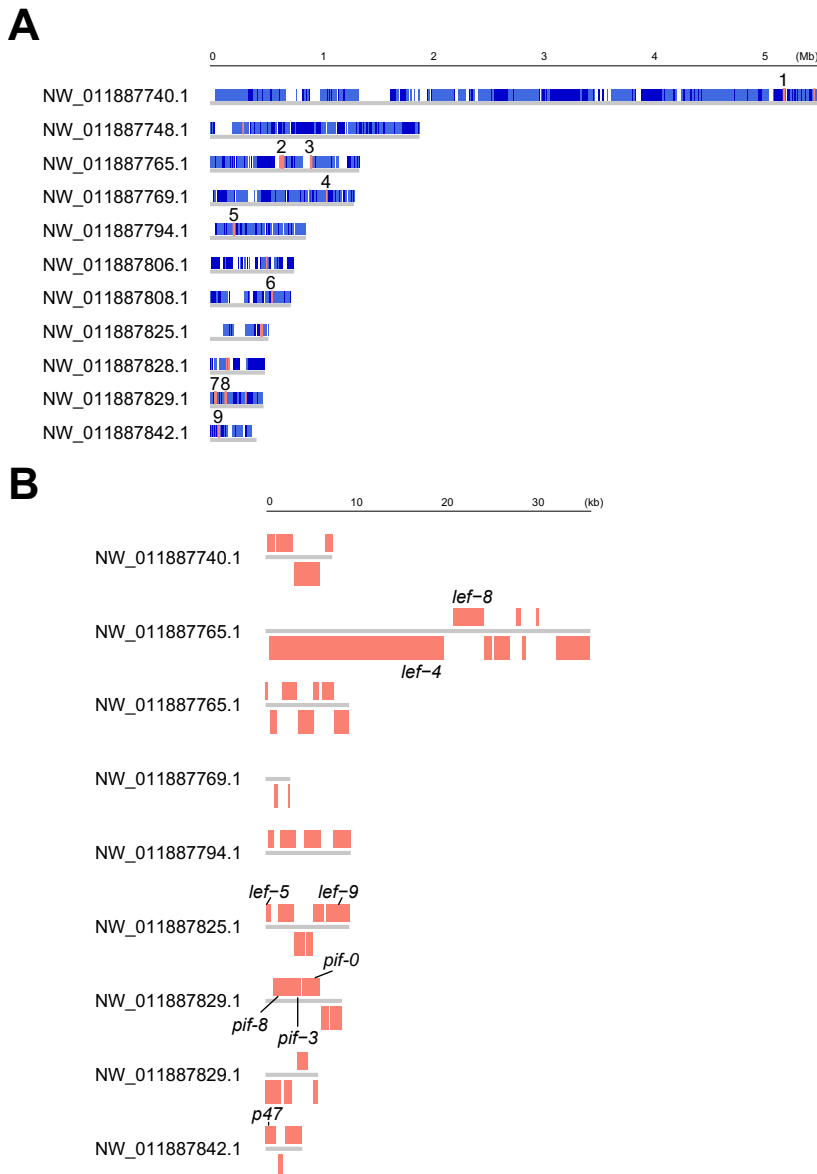 A
0 1 2 3 4 5 (Mb)
1
NW_011887740.1
NW_011887748.1
2 3
NW_011887765.1
4
NW_011887769.1
5
NW_011887794.1
NW_011887806.1
6
NW_011887808.1
NW_011887825.1
NW_011887828.1
78
NW_011887829.1
9
NW_011887842.1
B
0 10 20 30 (kb)
NW_011887740.1
lef−8
NW_011887765.1
lef−4
NW_011887765.1
NW_011887769.1
NW_011887794.1
lef−5 lef−9
NW_011887825.1
pif-0
NW_011887829.1
pif-8 pif−3
NW_011887829.1
p47
NW_011887842.1